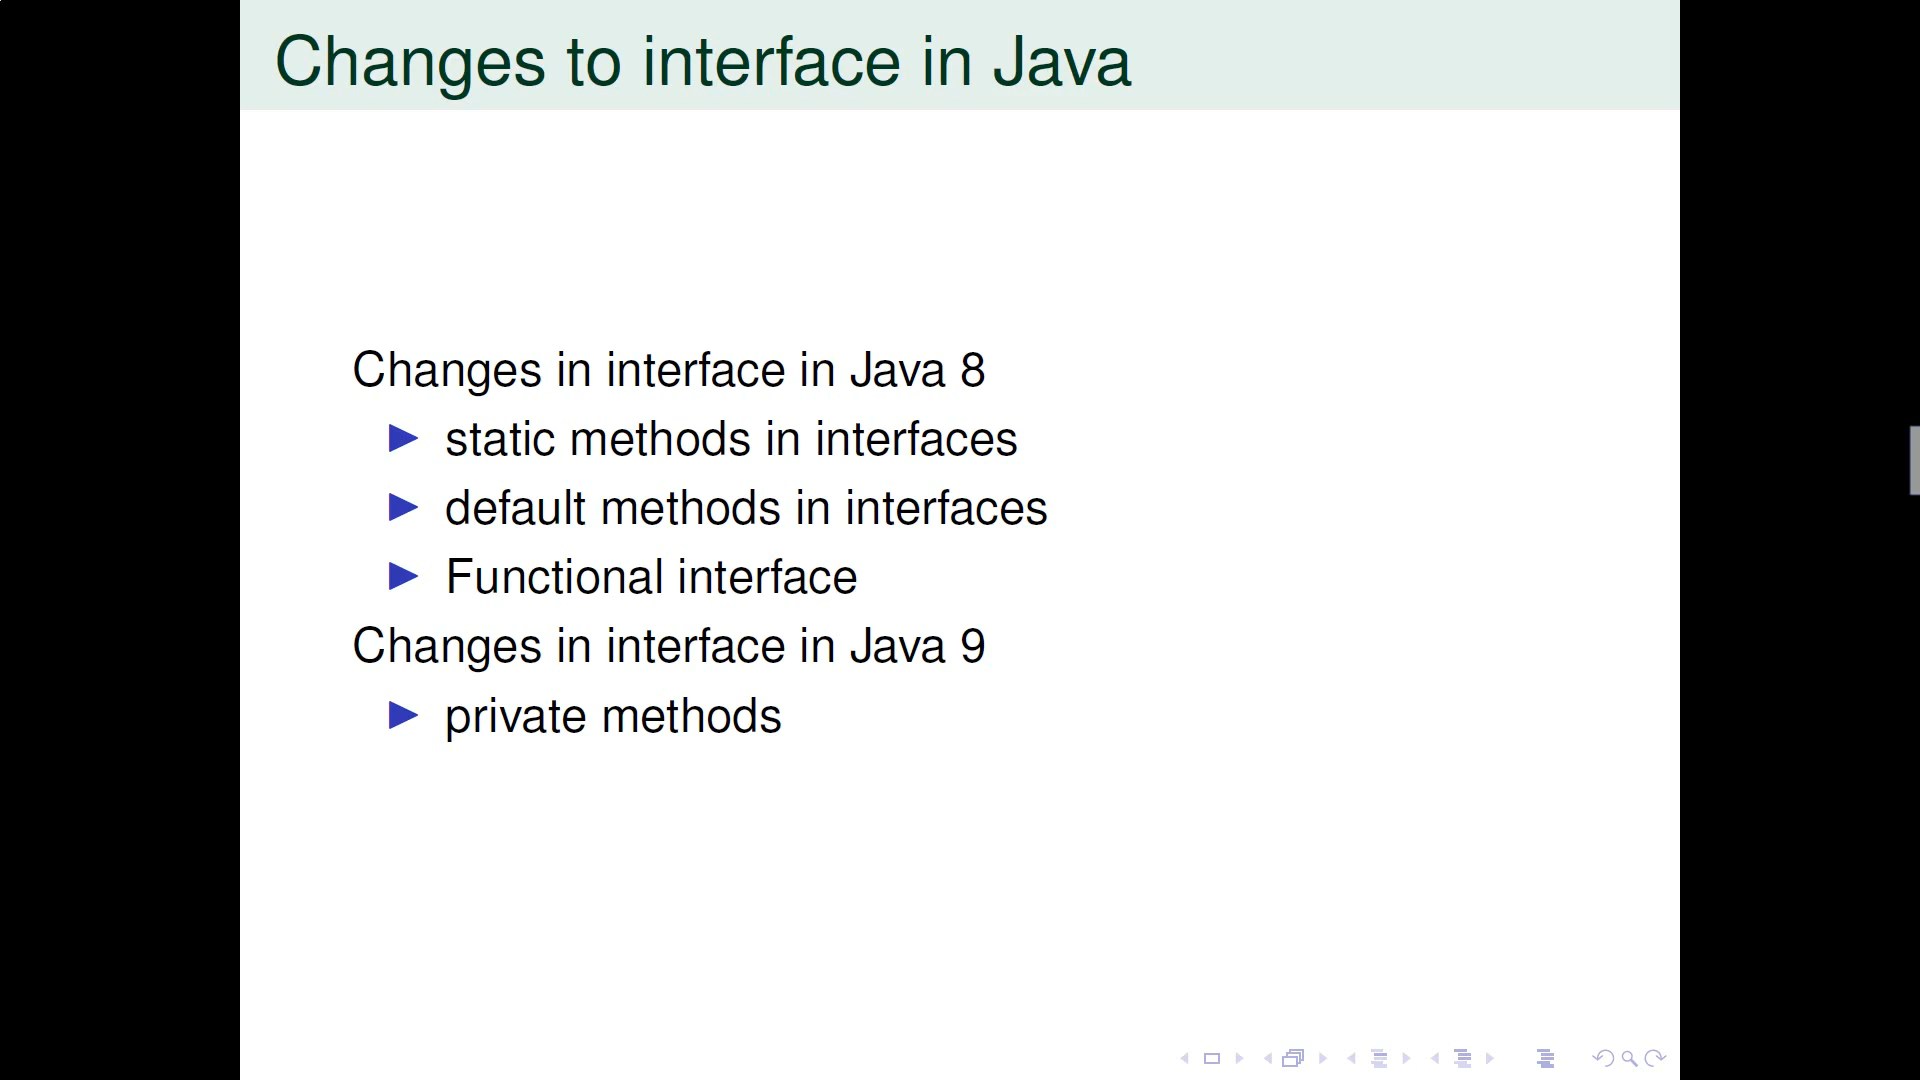 Changes to interface in Java
Changes in interface in Java 8
static methods in interfaces
default methods in interfaces
Functional interface
Changes in interface in Java 9
private methods